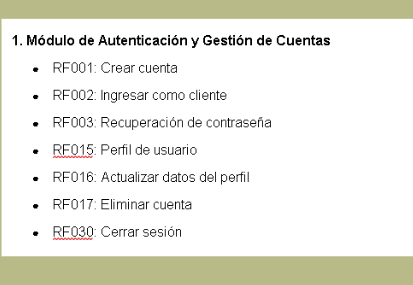 1. Módulo de Autenticación y Gestión de Cuentas
• RF001: Crear cuenta
• RF002: Ingresar como cliente
• RF003: Recuperación de contraseña
• RF015: Perfil de usuario
• RF016: Actualizar datos del perfil
• RF017: Eliminar cuenta
• RF030: Cerrar sesión